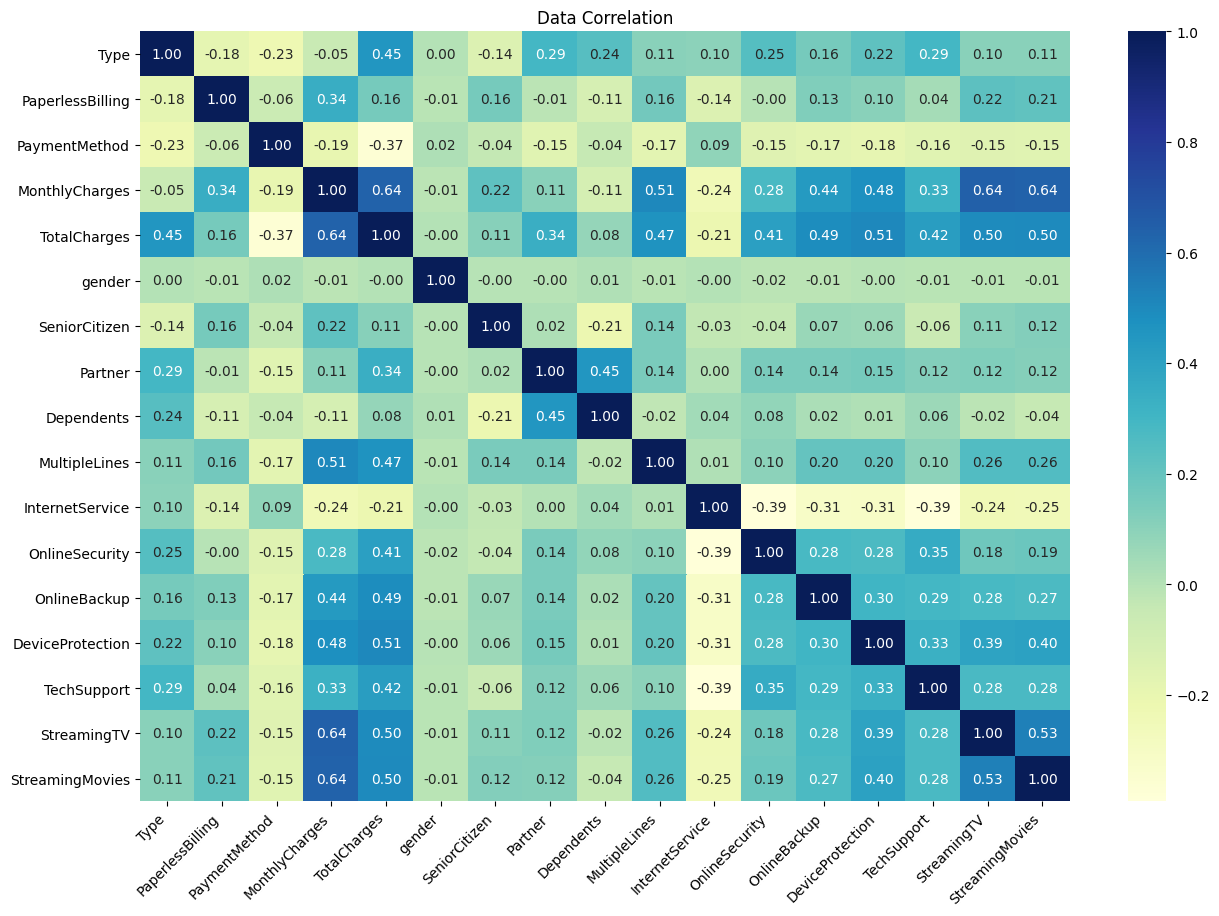 Data Correlation
Type 1.00 -0.18 -0.23 -0.05 0.45 0.00 -0.14 0.29 0.24 0.11 0.10 0.25 0.16 0.22 0.29 0.10 0.11
PaperlessBilling -0.18 1.00 -0.06 0.34 0.16 -0.01 0.16 -0.01 -0.11 0.16 -0.14 -0.00 0.13 0.10 0.04 0.22 0.21
PaymentMethod -0.23 -0.06 1.00 -0.19 -0.37 0.02 -0.04 -0.15 -0.04 -0.17 0.09 -0.15 -0.17 -0.18 -0.16 -0.15 -0.15
MonthlyCharges -0.05 0.34 -0.19 1.00 0.64 -0.01 0.22 0.11 -0.11 0.51 -0.24 0.28 0.44 0.48 0.33 0.64 0.64
TotalCharges 0.45 0.16 -0.37 0.64 1.00 -0.00 0.11 0.34 0.08 0.47 -0.21 0.41 0.49 0.51 0.42 0.50 0.50
gender 0.00 -0.01 0.02 -0.01 -0.00 1.00 -0.00 -0.00 0.01 -0.01 -0.00 -0.02 -0.01 -0.00 -0.01 -0.01 -0.01
SeniorCitizen -0.14 0.16 -0.04 0.22 0.11 -0.00 1.00 0.02 -0.21 0.14 -0.03 -0.04 0.07 0.06 -0.06 0.11 0.12
Partner 0.29 -0.01 -0.15 0.11 0.34 -0.00 0.02 1.00 0.45 0.14 0.00 0.14 0.14 0.15 0.12 0.12 0.12
Dependents 0.24 -0.11 -0.04 -0.11 0.08 0.01 -0.21 0.45 1.00 -0.02 0.04 0.08 0.02 0.01 0.06 -0.02 -0.04
MultipleLines 0.11 0.16 -0.17 0.51 0.47 -0.01 0.14 0.14 -0.02 1.00 0.01 0.10 0.20 0.20 0.10 0.26 0.26
InternetService 0.10 -0.14 0.09 -0.24 -0.21 -0.00 -0.03 0.00 0.04 0.01 1.00 -0.39 -0.31 -0.31 -0.39 -0.24 -0.25
OnlineSecurity 0.25 -0.00 -0.15 0.28 0.41 -0.02 -0.04 0.14 0.08 0.10 -0.39 1.00 0.28 0.28 0.35 0.18 0.19
OnlineBackup 0.16 0.13 -0.17 0.44 0.49 -0.01 0.07 0.14 0.02 0.20 -0.31 0.28 1.00 0.30 0.29 0.28 0.27
DeviceProtection 0.22 0.10 -0.18 0.48 0.51 -0.00 0.06 0.15 0.01 0.20 -0.31 0.28 0.30 1.00 0.33 0.39 0.40
TechSupport 0.29 0.04 -0.16 0.33 0.42 -0.01 -0.06 0.12 0.06 0.10 -0.39 0.35 0.29 0.33 1.00 0.28 0.28
StreamingTV 0.10 0.22 -0.15 0.64 0.50 -0.01 0.11 0.12 -0.02 0.26 -0.24 0.18 0.28 0.39 0.28 1.00 0.53
StreamingMovies 0.11 0.21 -0.15 0.64 0.50 -0.01 0.12 0.12 -0.04 0.26 -0.25 0.19 0.27 0.40 0.28 0.53 1.00
Type
PaperlessBilling
PaymentMethod
MonthlyCharges
TotalCharges
gender
SeniorCitizen
Partner
Dependents
MultipleLines
InternetService
OnlineSecurity
OnlineBackup
DeviceProtection
TechSupport
StreamingTV
StreamingMovies
1.0
0.8
0.6
0.4
0.2
0.0
−0.2